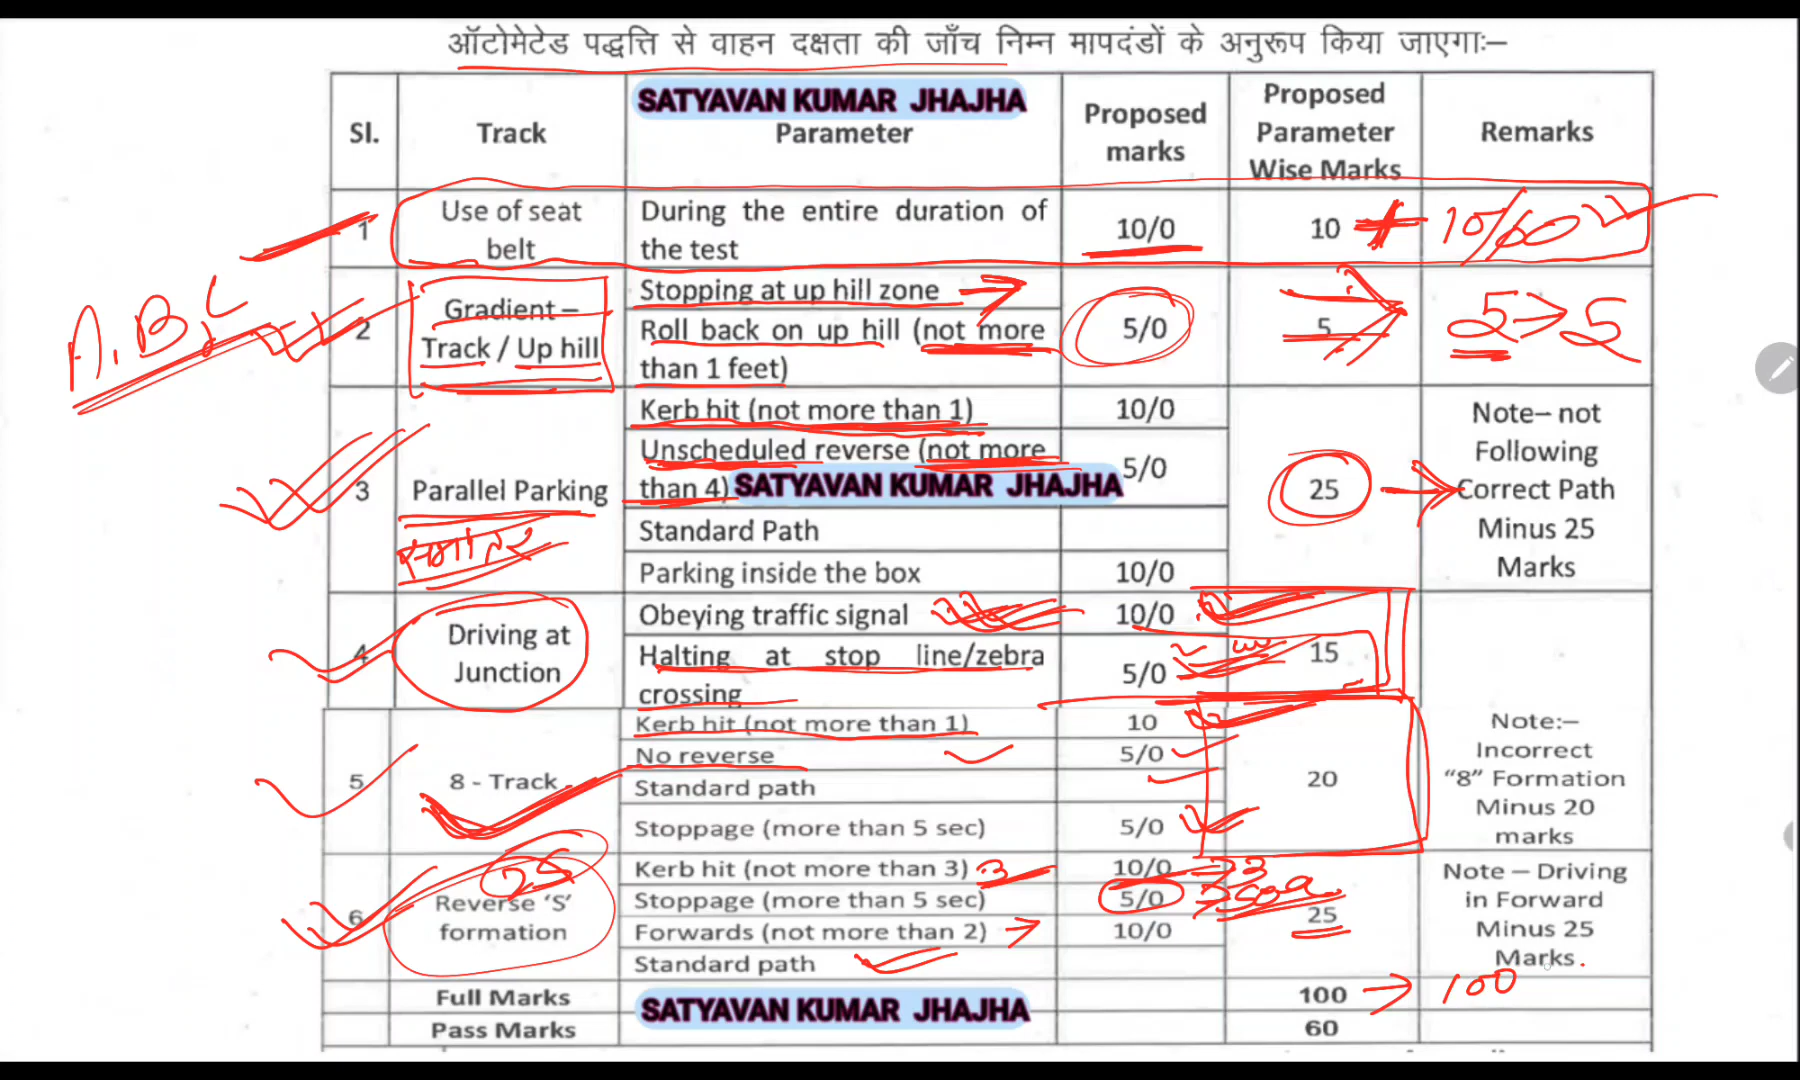 ऑटोमेटेड पद्धत्ति से वाहन दक्षता की जाँच निम्न मापदंडों के अनुरूप किया जाएगाः–
Sl. Track SATYAVAN KUMAR JHAJHA Parameter Proposed marks Proposed Parameter Wise Marks Remarks
1 Use of seat belt During the entire duration of the test 10/0 10 10/60
A, B, C
2 Gradient – Track / Up hill Stopping at up hill zone
Roll back on up hill (not more than 1 feet) 5/0 5 5 → 5
3 Parallel Parking समांतर Kerb hit (not more than 1) 10/0 25 Note– not Following Correct Path Minus 25 Marks
Unscheduled reverse (not more than 4) SATYAVAN KUMAR JHAJHA 5/0
Standard Path
Parking inside the box 10/0
4 Driving at Junction Obeying traffic signal 10/0 15
Halting at stop line/zebra crossing 5/0
5 8 - Track Kerb hit (not more than 1) 10 20 Note:– Incorrect “8” Formation Minus 20 marks
No reverse 5/0
Standard path
Stoppage (more than 5 sec) 5/0
6 25 Reverse ‘S’ formation Kerb hit (not more than 3) 3 10/0 25 Note – Driving in Forward Minus 25 Marks.
Stoppage (more than 5 sec) 5/0
Forwards (not more than 2) 10/0
Standard path
Full Marks SATYAVAN KUMAR JHAJHA 100 → 100
Pass Marks 60